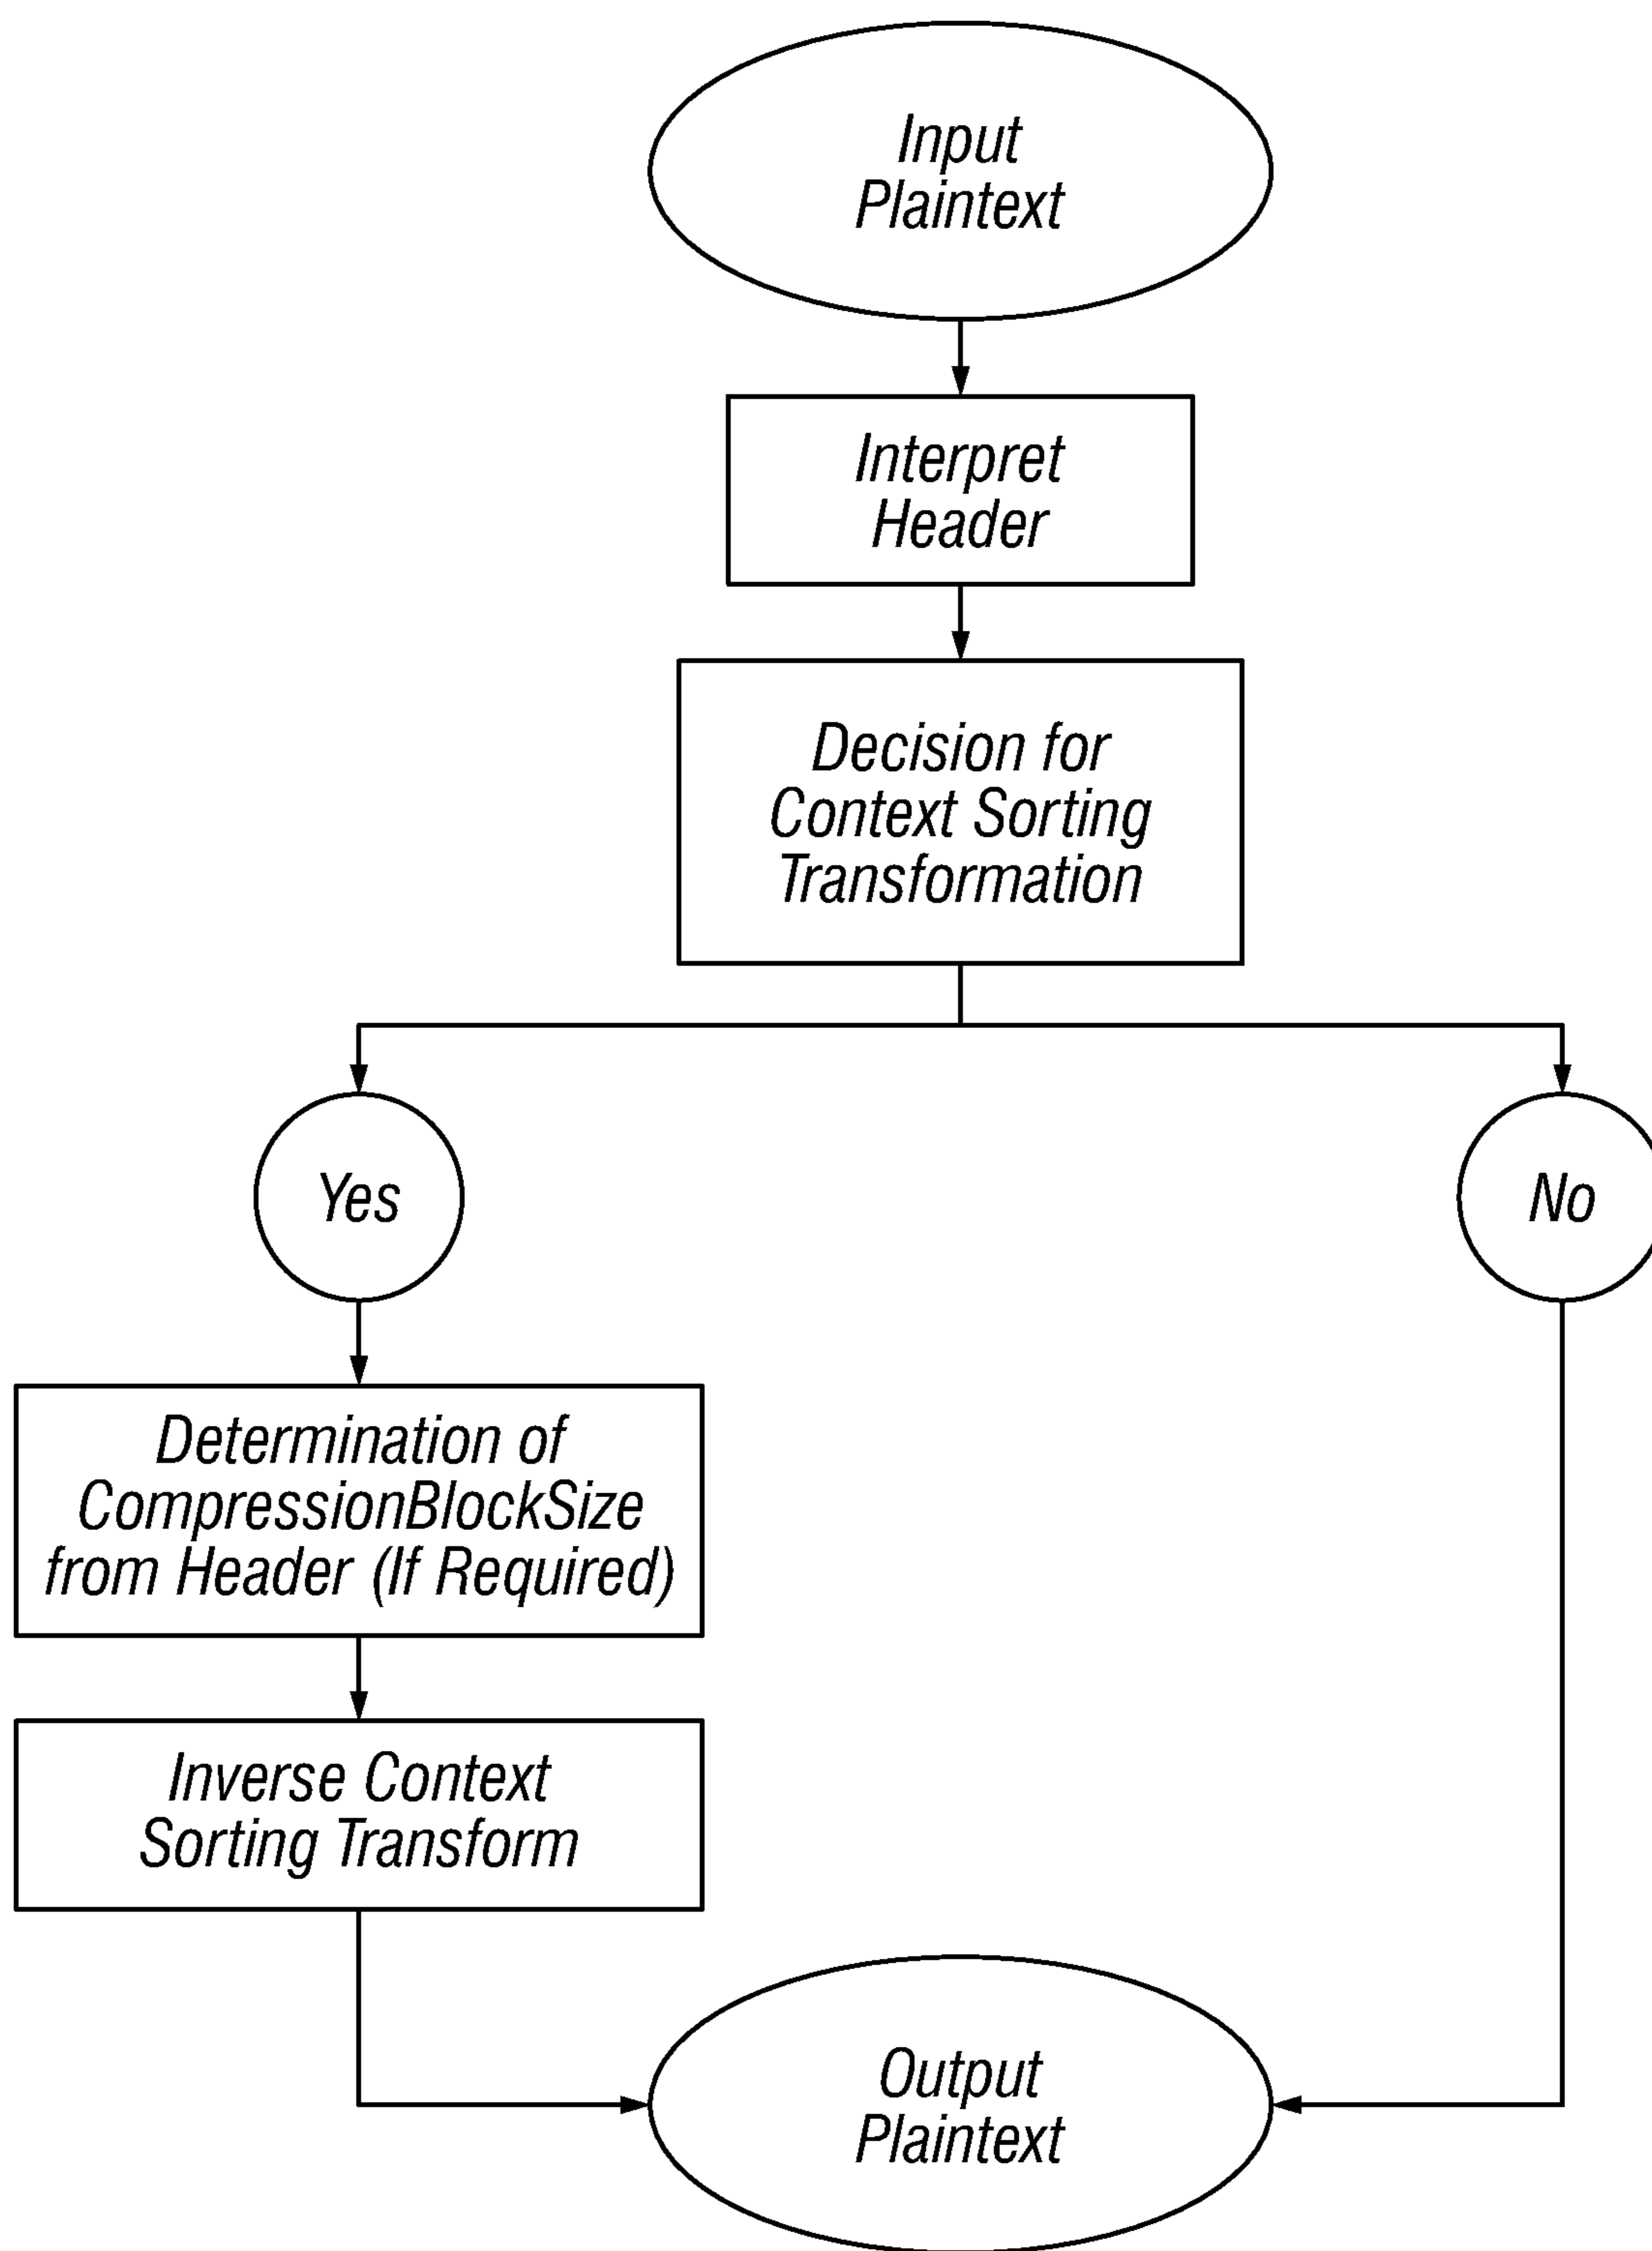 Input
Plaintext
Interpret
Header
Decision for
Context Sorting
Transformation
Yes
No
Determination of
CompressionBlockSize
from Header (If Required)
Inverse Context
Sorting Transform
Output
Plaintext